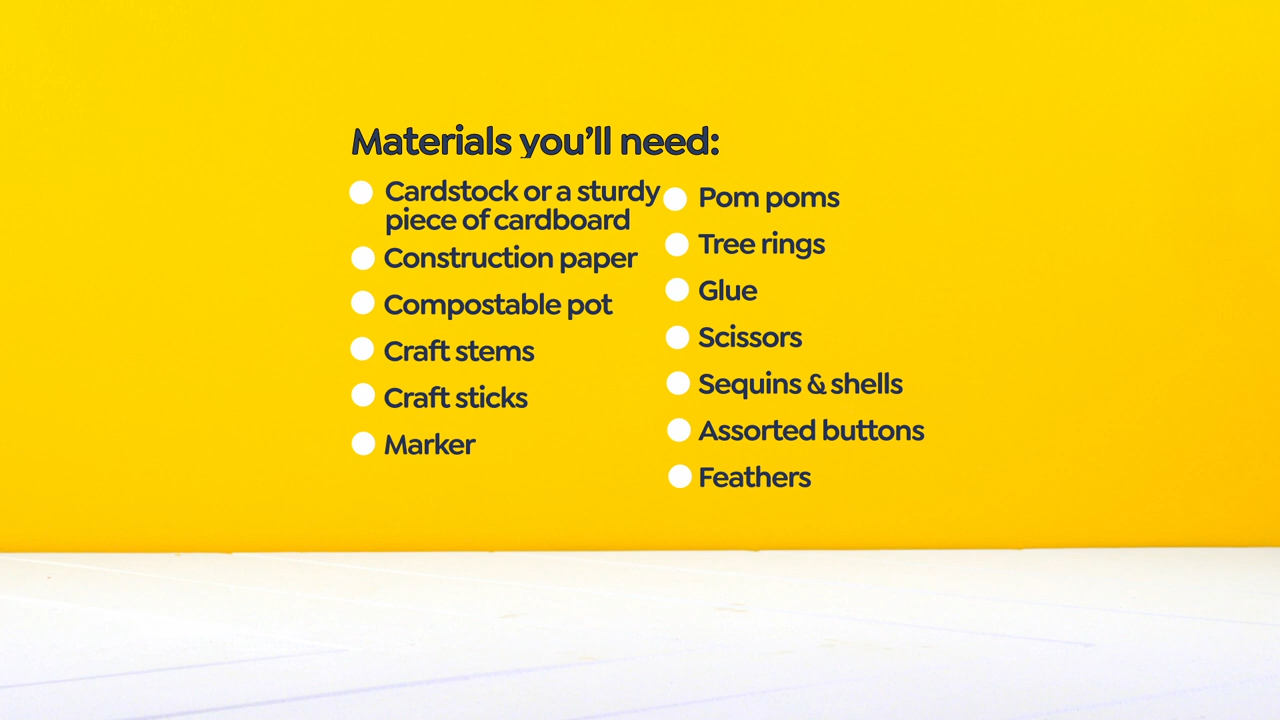 Materials you'll need:
Cardstock or a sturdy
piece of cardboard
Construction paper
Compostable pot
Craft stems
Craft sticks
Marker
Pom poms
Tree rings
Glue
Scissors
Sequins & shells
Assorted buttons
Feathers